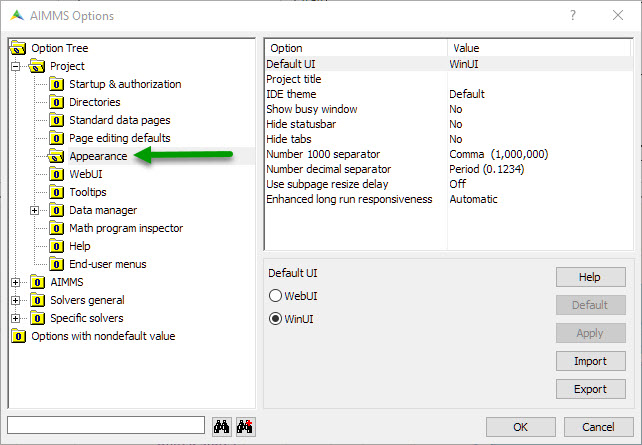 AIMMS Options
?
Option Tree
Project
Startup & authorization
Directories
Standard data pages
Page editing defaults
Appearance
WebUI
Tooltips
Data manager
Math program inspector
Help
End-user menus
AIMMS
Solvers general
Specific solvers
Options with nondefault value
Option Value
Default UI WinUI
Project title
IDE theme Default
Show busy window No
Hide statusbar No
Hide tabs No
Number 1000 separator Comma (1,000,000)
Number decimal separator Period (0.1234)
Use subpage resize delay Off
Enhanced long run responsiveness Automatic
Default UI
WebUI
WinUI
Help
Default
Apply
Import
Export
OK
Cancel